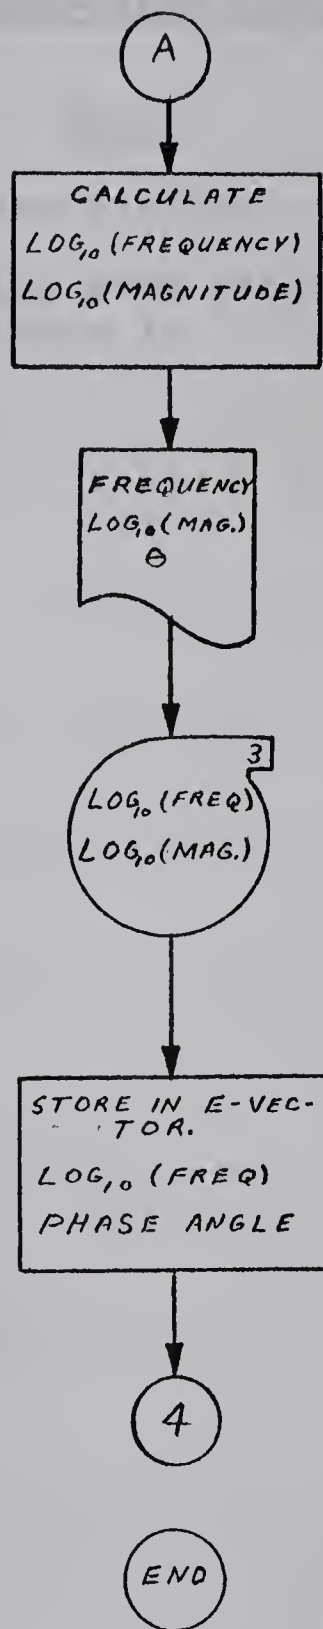 A
CALCULATE
LOG₁₀ (FREQUENCY)
LOG₁₀ (MAGNITUDE)
FREQUENCY
LOG₁₀ (MAG.)
θ
3
LOG₁₀ (FREQ)
LOG₁₀ (MAG.)
STORE IN E-VEC-
TOR.
LOG₁₀ (FREQ)
PHASE ANGLE
4
END